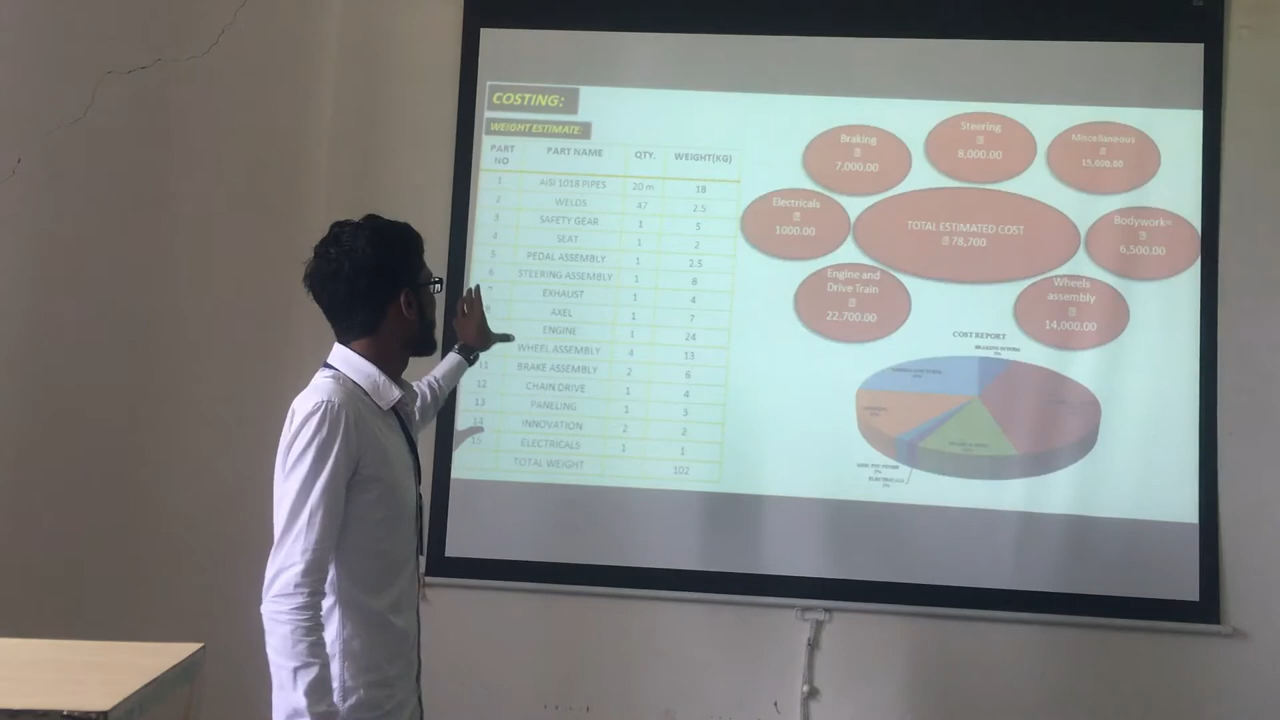 COSTING:
WEIGHT ESTIMATE:
PART NO PART NAME QTY. WEIGHT(KG)
1 AISI 1018 PIPES 20 m 18
2 WELDS 47 2.5
3 SAFETY GEAR 1 5
4 SEAT 1 2
5 PEDAL ASSEMBLY 1 2.5
6 STEERING ASSEMBLY 1 8
7 EXHAUST 1 4
AXEL 1 7
ENGINE 1 24
WHEEL ASSEMBLY 4 13
11 BRAKE ASSEMBLY 2 6
12 CHAIN DRIVE 1 4
13 PANELING 1 3
14 INNOVATION 2 2
15 ELECTRICALS 1 1
TOTAL WEIGHT 102
Braking
7,000.00
Steering
8,000.00
Miscellaneous
15,000.00
Electricals
1000.00
TOTAL ESTIMATED COST
78,700
Bodywork=
6,500.00
Engine and
Drive Train
22,700.00
Wheels
assembly
14,000.00
COST REPORT